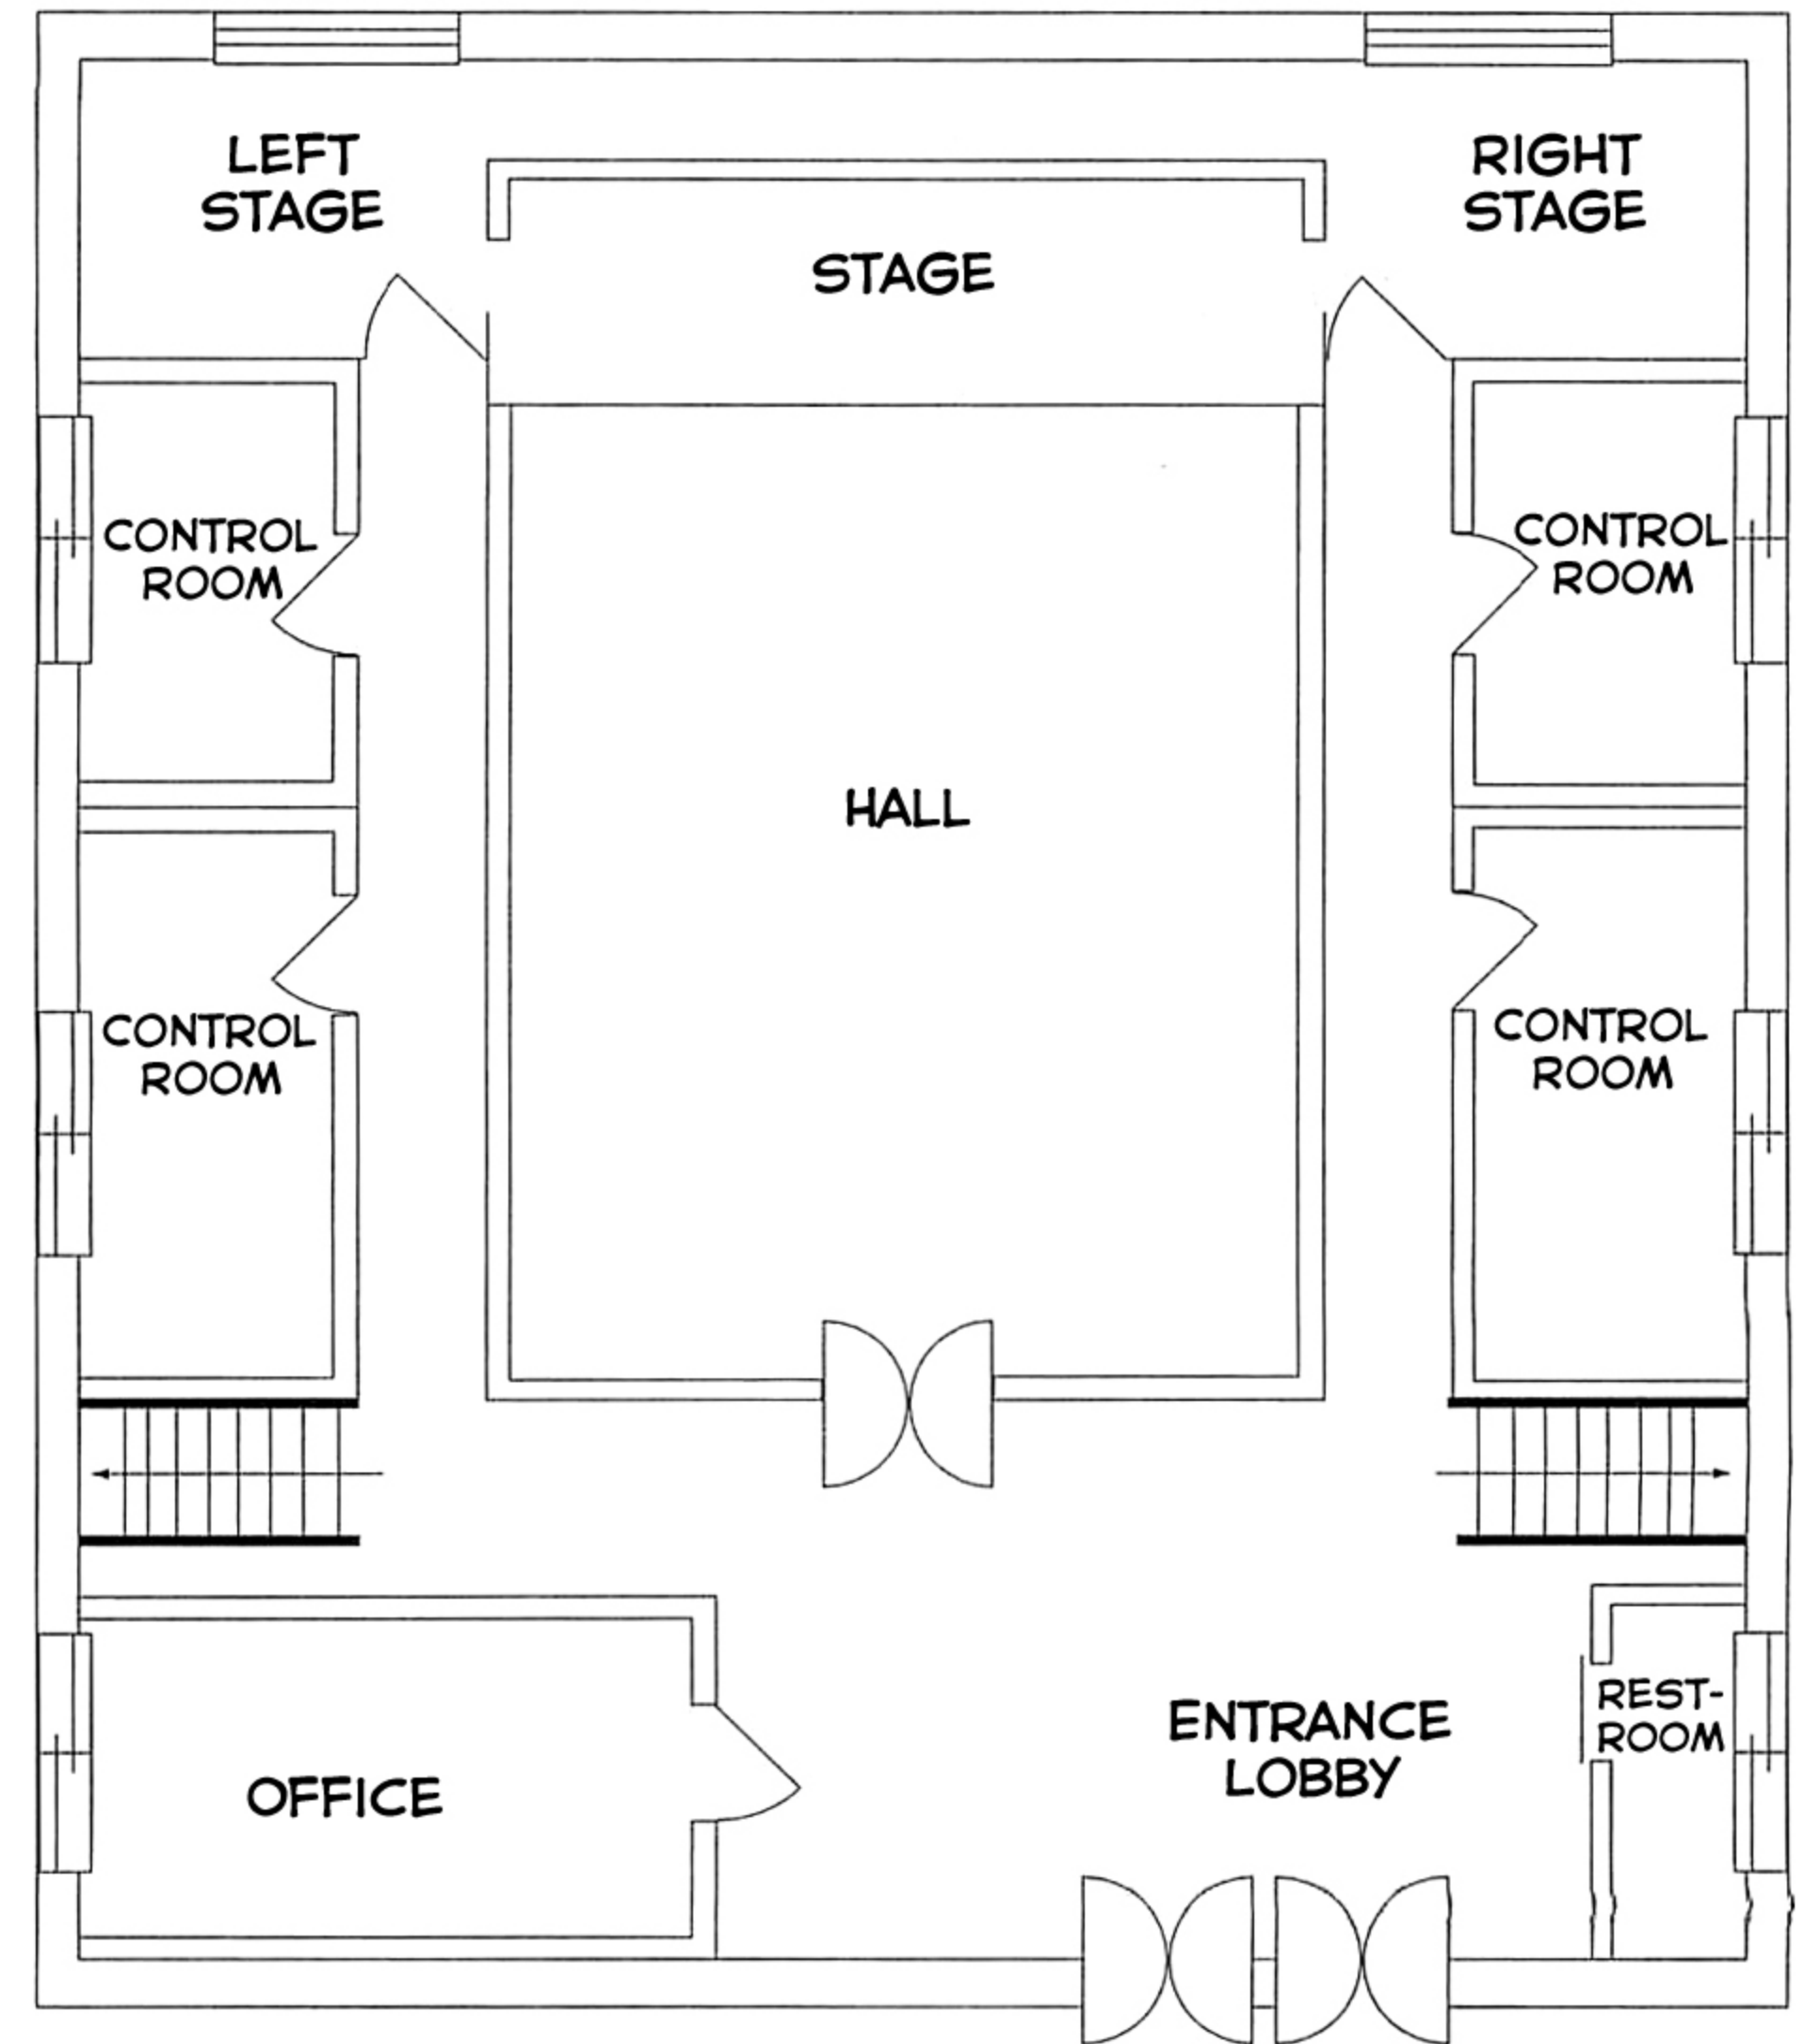 LEFT
STAGE
RIGHT
STAGE
STAGE
CONTROL
ROOM
CONTROL
ROOM
HALL
CONTROL
ROOM
CONTROL
ROOM
REST-
ROOM
ENTRANCE
LOBBY
OFFICE